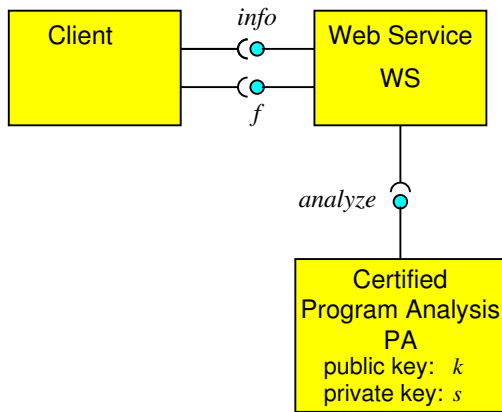 info
Client
Web Service
WS
f
analyze
Certified
Program Analysis
PA
public key: k
private key: s